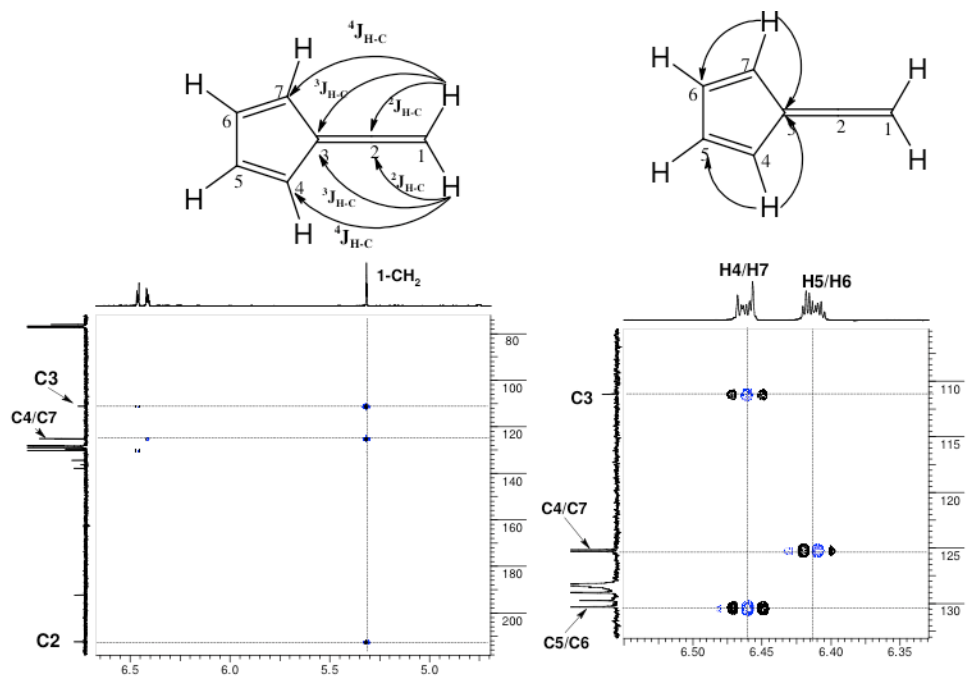 H
⁴J_H-C
7
³J_H-C
²J_H-C
H
H
6
3
2
1
5
4
²J_H-C
³J_H-C
H
H
H
⁴J_H-C
H
7
H
H
6
3
2
1
5
4
H
H
H
1-CH₂
C3
C4/C7
C2
80
100
120
140
160
180
200
6.5
6.0
5.5
5.0
H4/H7
H5/H6
C3
C4/C7
C5/C6
110
115
120
125
130
6.50
6.45
6.40
6.35